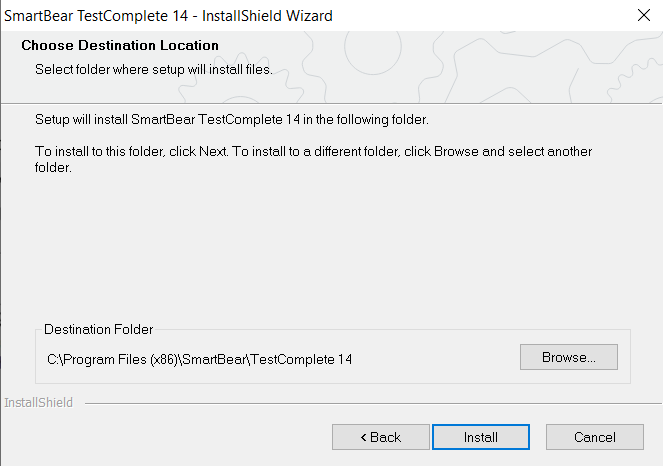 SmartBear TestComplete 14 - InstallShield Wizard
Choose Destination Location
Select folder where setup will install files.
Setup will install SmartBear TestComplete 14 in the following folder.
To install to this folder, click Next. To install to a different folder, click Browse and select another
folder.
Destination Folder
C:\Program Files (x86)\SmartBear\TestComplete 14
Browse...
InstallShield
< Back
Install
Cancel